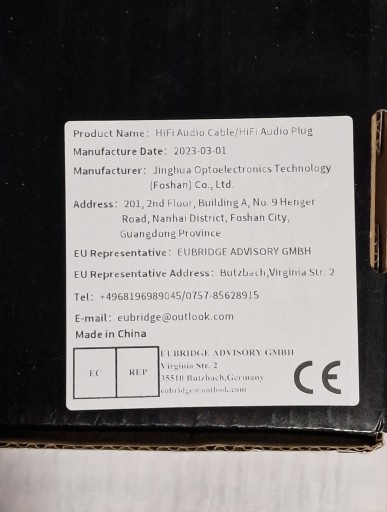 Product Name: HiFi Audio Cable/HiFi Audio Plug
Manufacture Date: 2023-03-01
Manufacturer: Jinghua Optoelectronics Technology
(Foshan) Co., Ltd.
Address: 201, 2nd Floor, Building A, No. 9 Henger
Road, Nanhai District, Foshan City,
Guangdong Province
EU Representative: EUBRIDGE ADVISORY GMBH
EU Representative Address: Butzbach,Virginia Str. 2
Tel: +4968196989045/0757-85628915
E-mail: eubridge@outlook.com
Made in China
EC REP
EUBRIDGE ADVISORY GMBH
Virginia Str. 2
35510 Butzbach,Germany
eubridge@outlook.com
CE